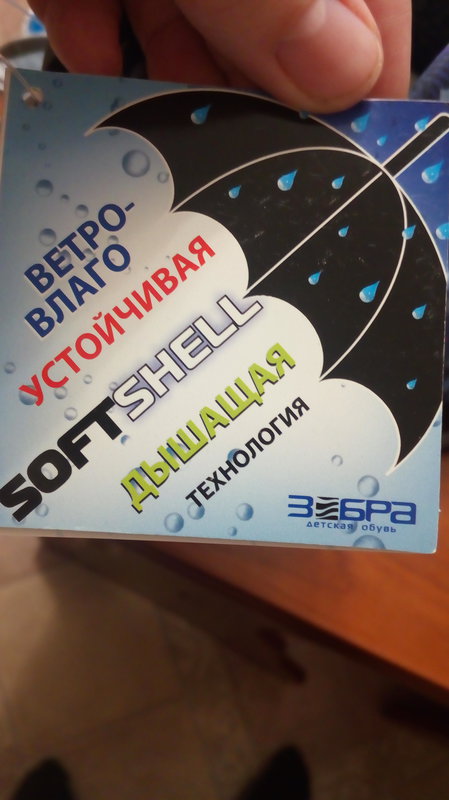 ВЕТРО-
ВЛАГО
УСТОЙЧИВАЯ
SOFTSHELL
ДЫШАЩАЯ
ТЕХНОЛОГИЯ
ЗЕБРА
детская обувь